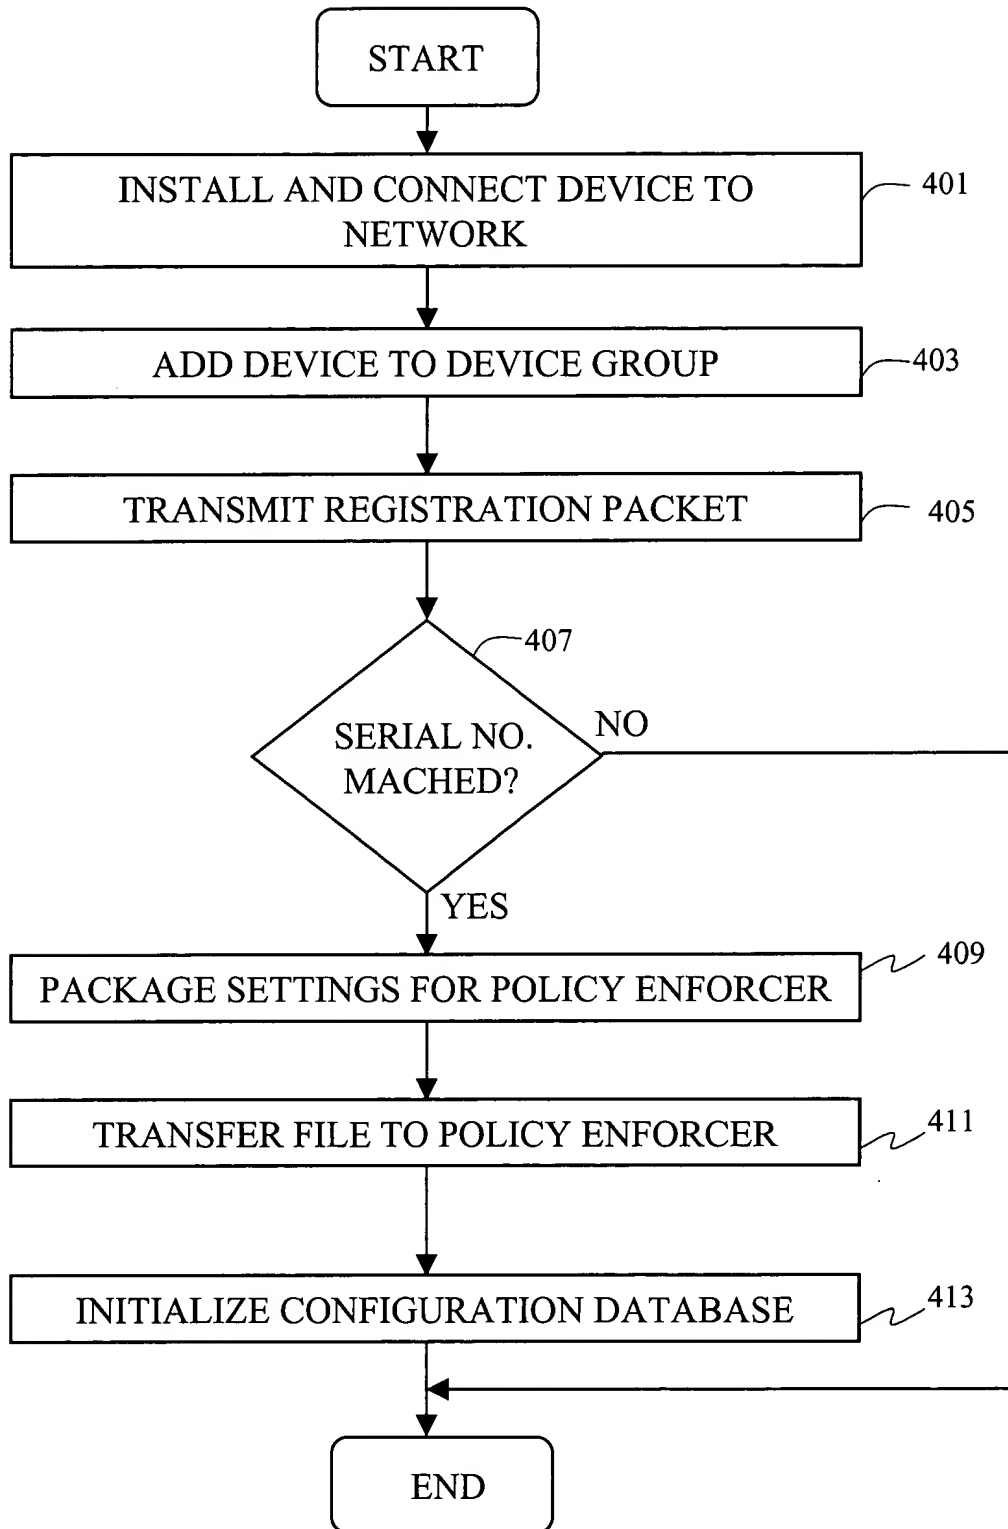 START
INSTALL AND CONNECT DEVICE TO
NETWORK
401
ADD DEVICE TO DEVICE GROUP
403
TRANSMIT REGISTRATION PACKET
405
407
SERIAL NO.
MACHED?
NO
YES
PACKAGE SETTINGS FOR POLICY ENFORCER
409
TRANSFER FILE TO POLICY ENFORCER
411
INITIALIZE CONFIGURATION DATABASE
413
END